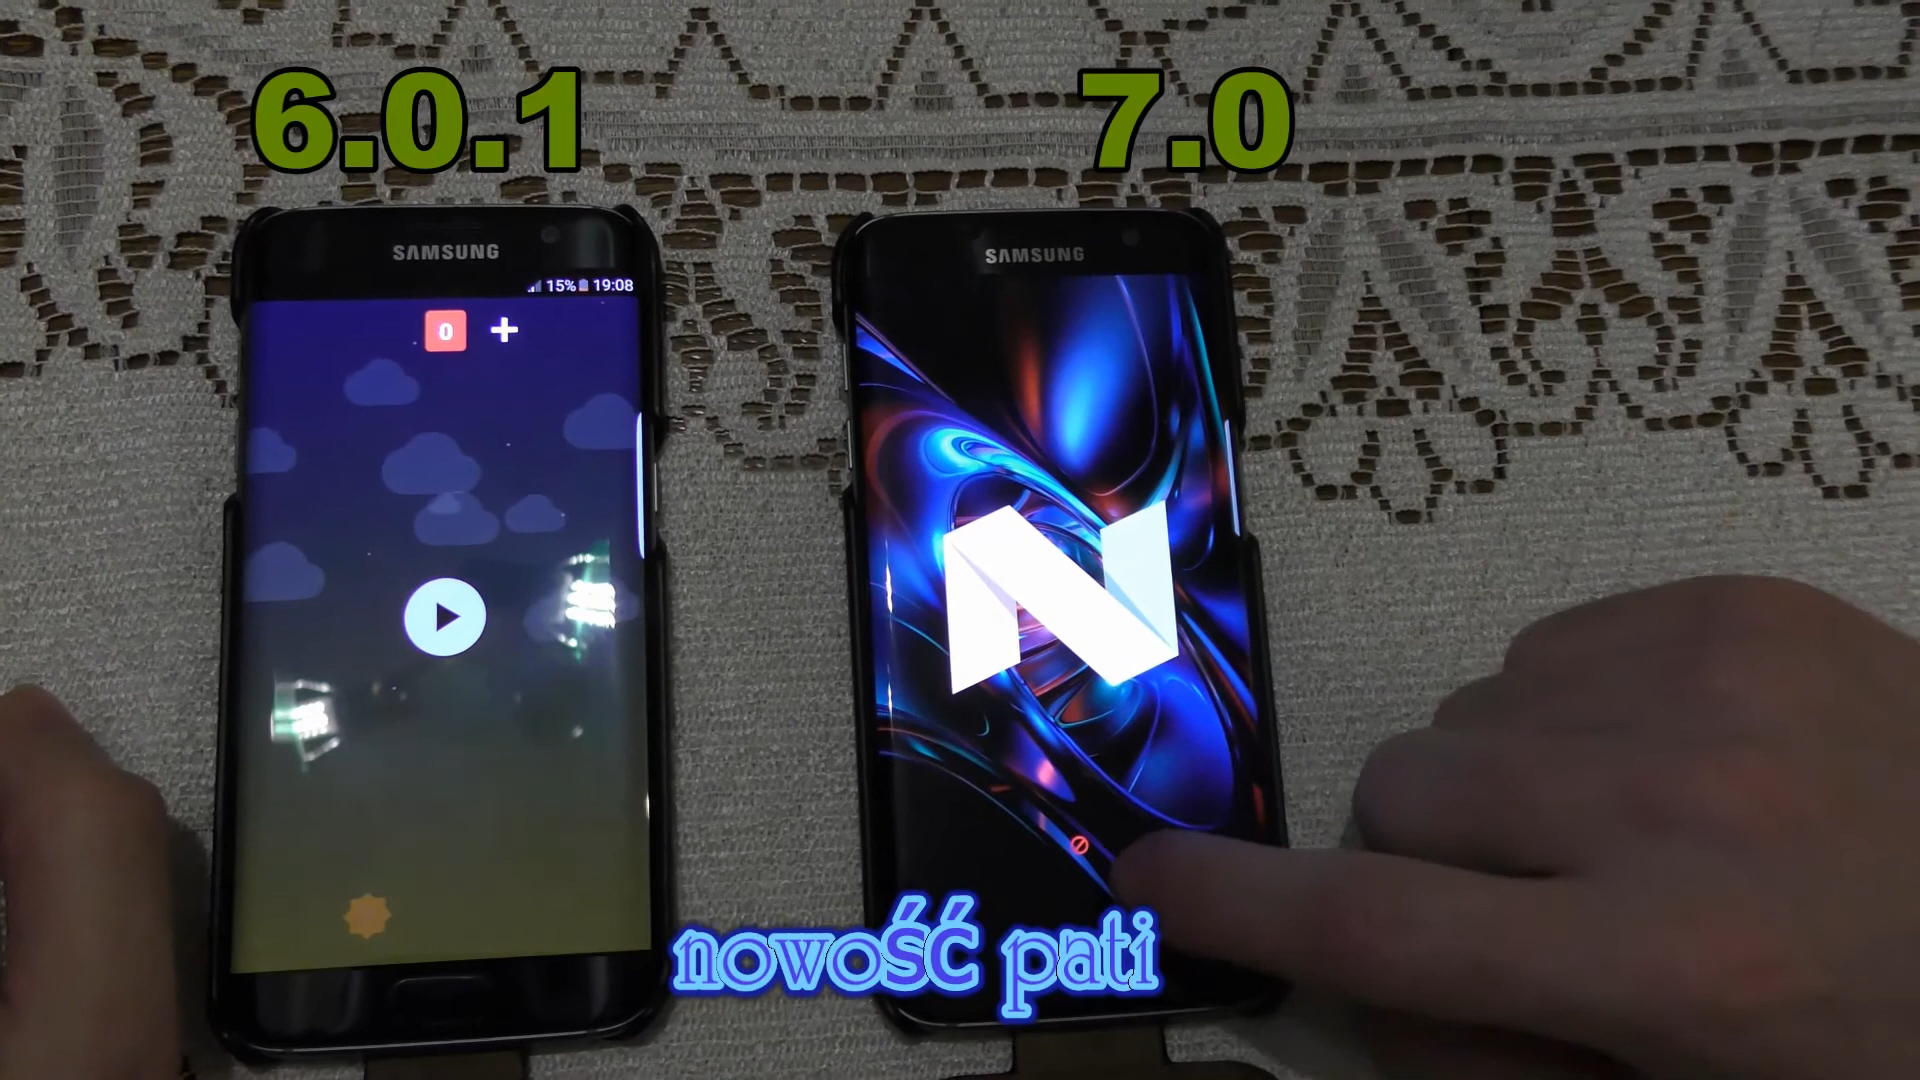 6.0.1
7.0
SAMSUNG
SAMSUNG
15% 19:08
0 +
N
nowość pati